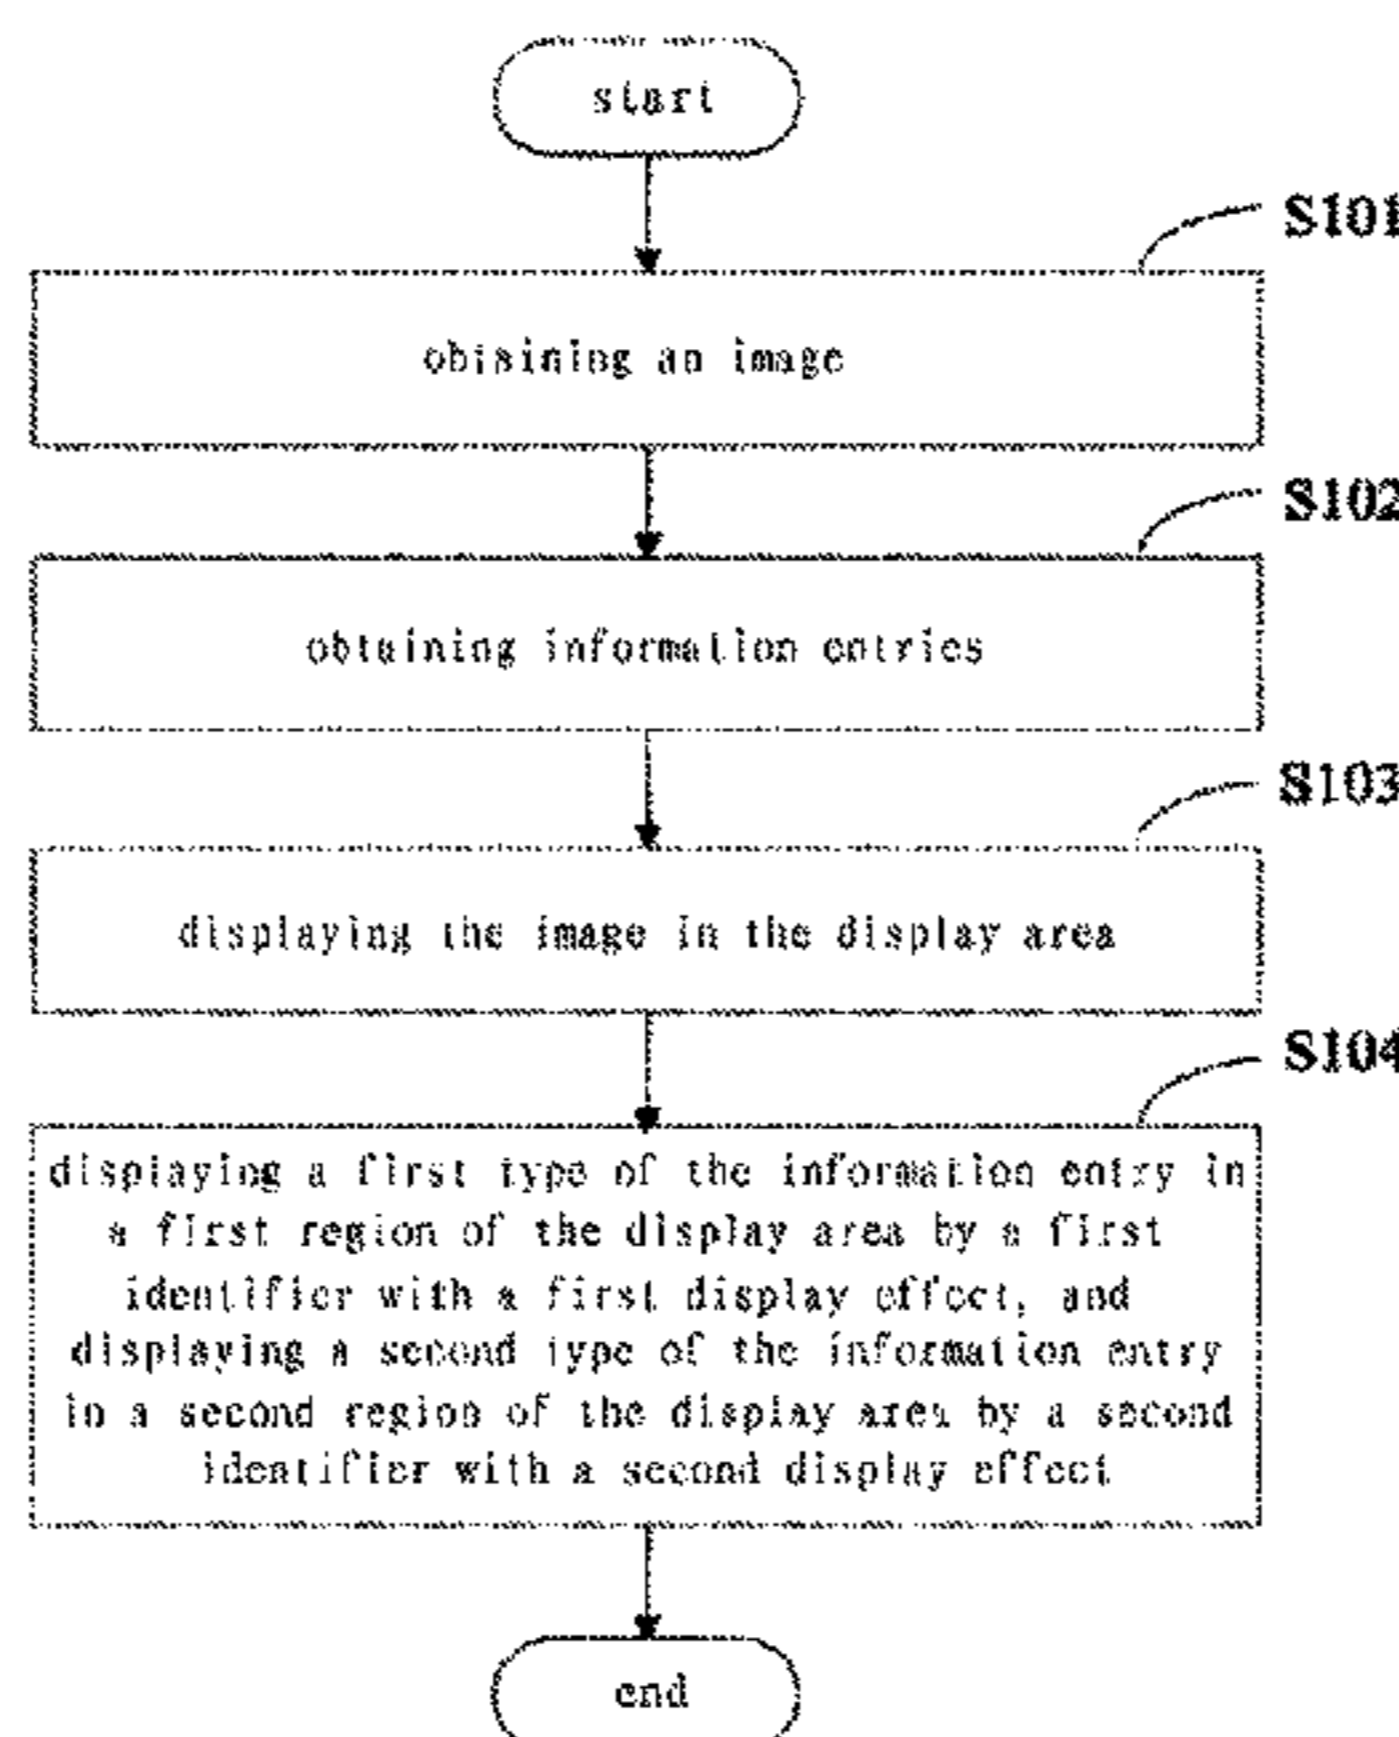 start
S101
obtaining an image
S102
obtaining information entries
S103
displaying the image in the display area
S104
displaying a first type of the information entry in
a first region of the display area by a first
identifier with a first display effect, and
displaying a second type of the information entry
in a second region of the display area by a second
identifier with a second display effect
end